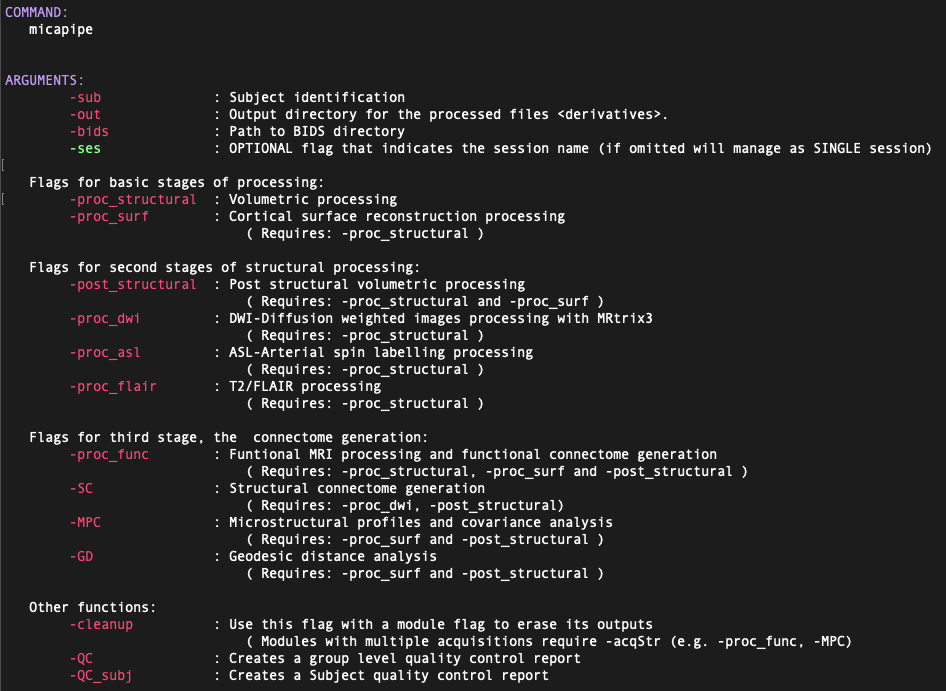 COMMAND:
micapipe
ARGUMENTS:
-sub : Subject identification
-out : Output directory for the processed files <derivatives>.
-bids : Path to BIDS directory
-ses : OPTIONAL flag that indicates the session name (if omitted will manage as SINGLE session)
[
Flags for basic stages of processing:
[
-proc_structural : Volumetric processing
-proc_surf : Cortical surface reconstruction processing
( Requires: -proc_structural )
Flags for second stages of structural processing:
-post_structural : Post structural volumetric processing
( Requires: -proc_structural and -proc_surf )
-proc_dwi : DWI-Diffusion weighted images processing with MRtrix3
( Requires: -proc_structural )
-proc_asl : ASL-Arterial spin labelling processing
( Requires: -proc_structural )
-proc_flair : T2/FLAIR processing
( Requires: -proc_structural )
Flags for third stage, the  connectome generation:
-proc_func : Funtional MRI processing and functional connectome generation
( Requires: -proc_structural, -proc_surf and -post_structural )
-SC : Structural connectome generation
( Requires: -proc_dwi, -post_structural)
-MPC : Microstructural profiles and covariance analysis
( Requires: -proc_surf and -post_structural )
-GD : Geodesic distance analysis
( Requires: -proc_surf and -post_structural )
Other functions:
-cleanup : Use this flag with a module flag to erase its outputs
( Modules with multiple acquisitions require -acqStr (e.g. -proc_func, -MPC)
-QC : Creates a group level quality control report
-QC_subj : Creates a Subject quality control report